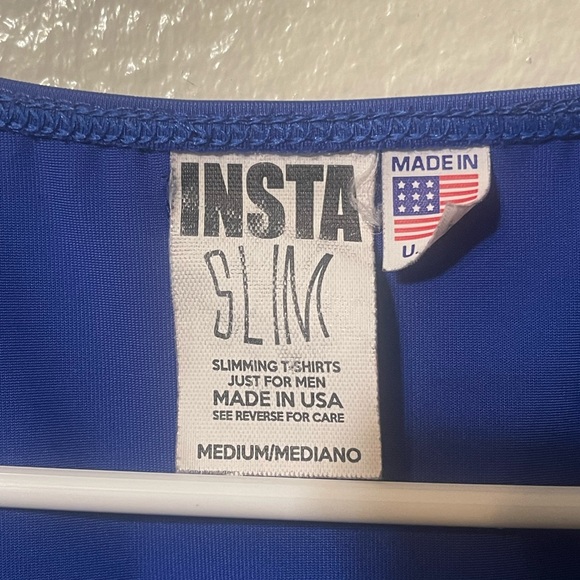 INSTA
SLIM
SLIMMING T-SHIRTS
JUST FOR MEN
MADE IN USA
SEE REVERSE FOR CARE
MEDIUM/MEDIANO
MADE IN
U.